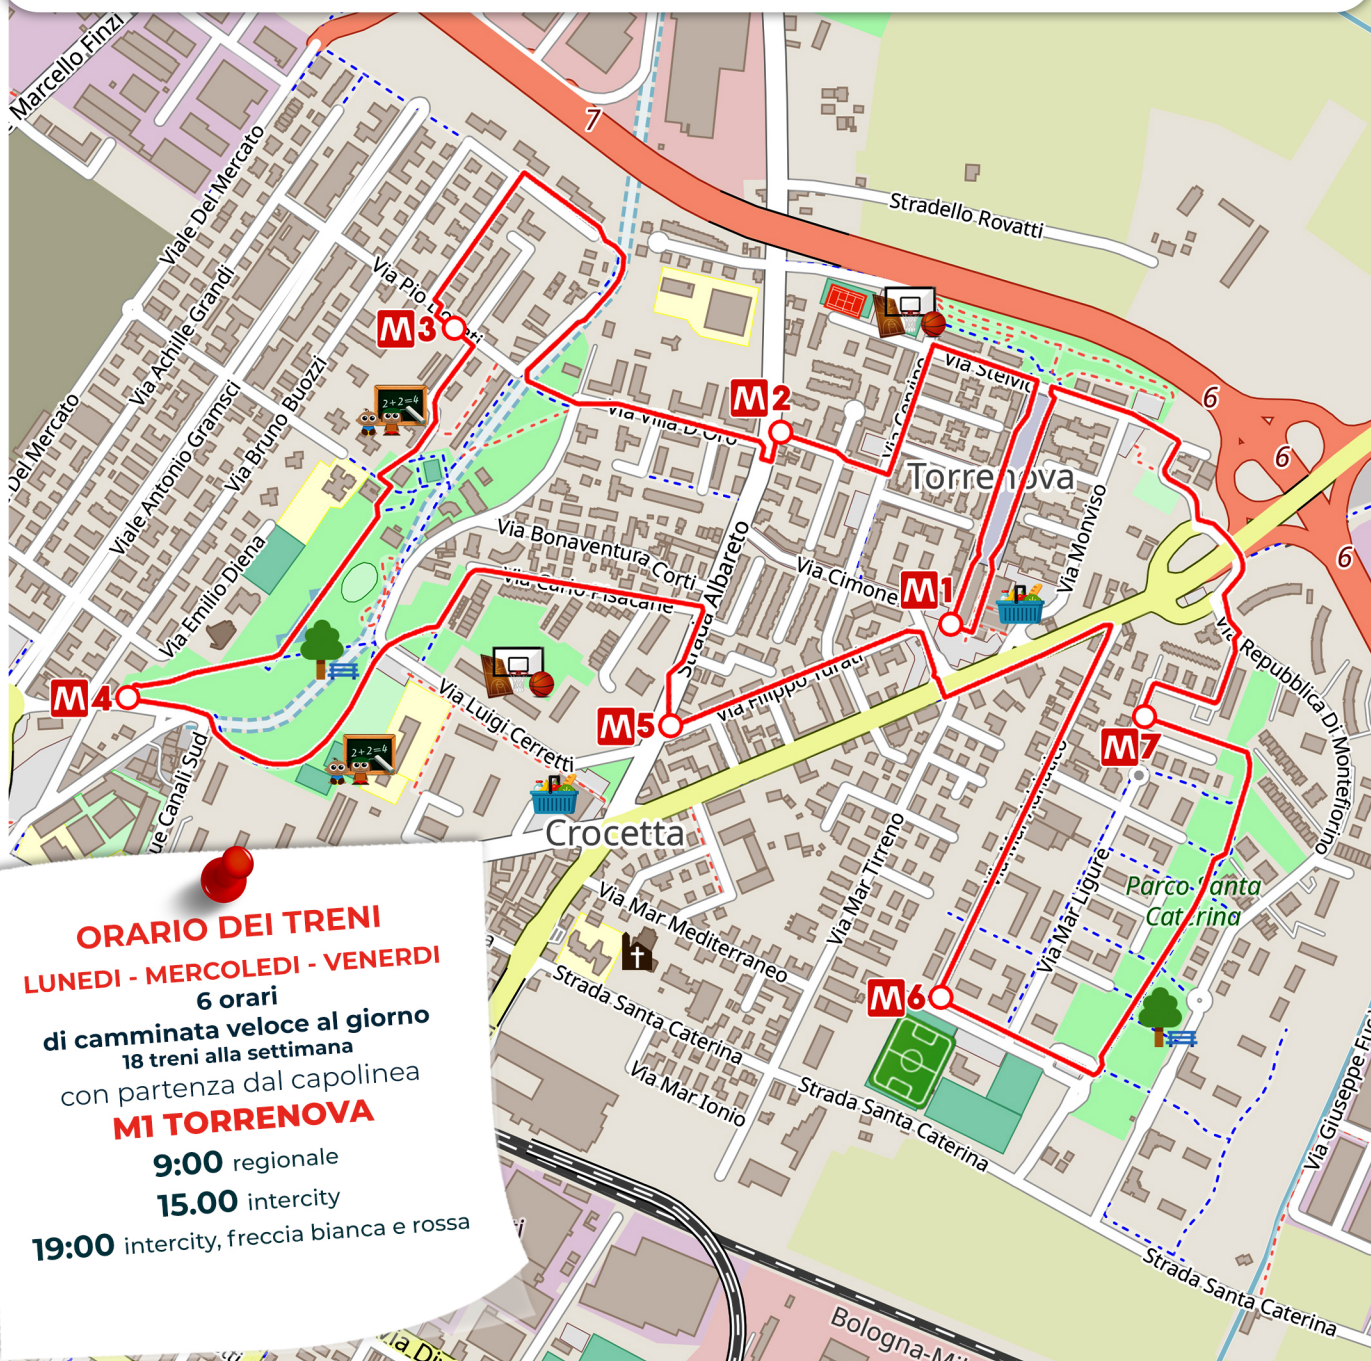 Marcello Finzi
7
Viale Del Mercato
Stradello Rovatti
Via Achille Grandi
M3
Via Stelvio
6
M2
6
Del Mercato
Viale Antonio Gramsci
Via Bruno Buozzi
2+2=4
Via Villa D'Oro
Torrenova
Via Monviso
6
Via Bonaventura Corti
Via Emilio Diena
Via Carlo Pisacane
Strada Albareto
Via Cimone
M1
M4
Via Luigi Cerretti
M5
Via Filippo Turati
Via Repubblica Di Montefiorino
M7
2+2=4
Crocetta
Via Mar Tirreno
Via Mar Ligure
Parco Santa
Caterina
Via Mar Mediterraneo
M6
Strada Santa Caterina
Via Mar Ionio
Strada Santa Caterina
Strada Santa Caterina
Bologna-Mil
ORARIO DEI TRENI
LUNEDI - MERCOLEDI - VENERDI
6 orari
di camminata veloce al giorno
18 treni alla settimana
con partenza dal capolinea
M1 TORRENOVA
9:00 regionale
15.00 intercity
19:00 intercity, freccia bianca e rossa